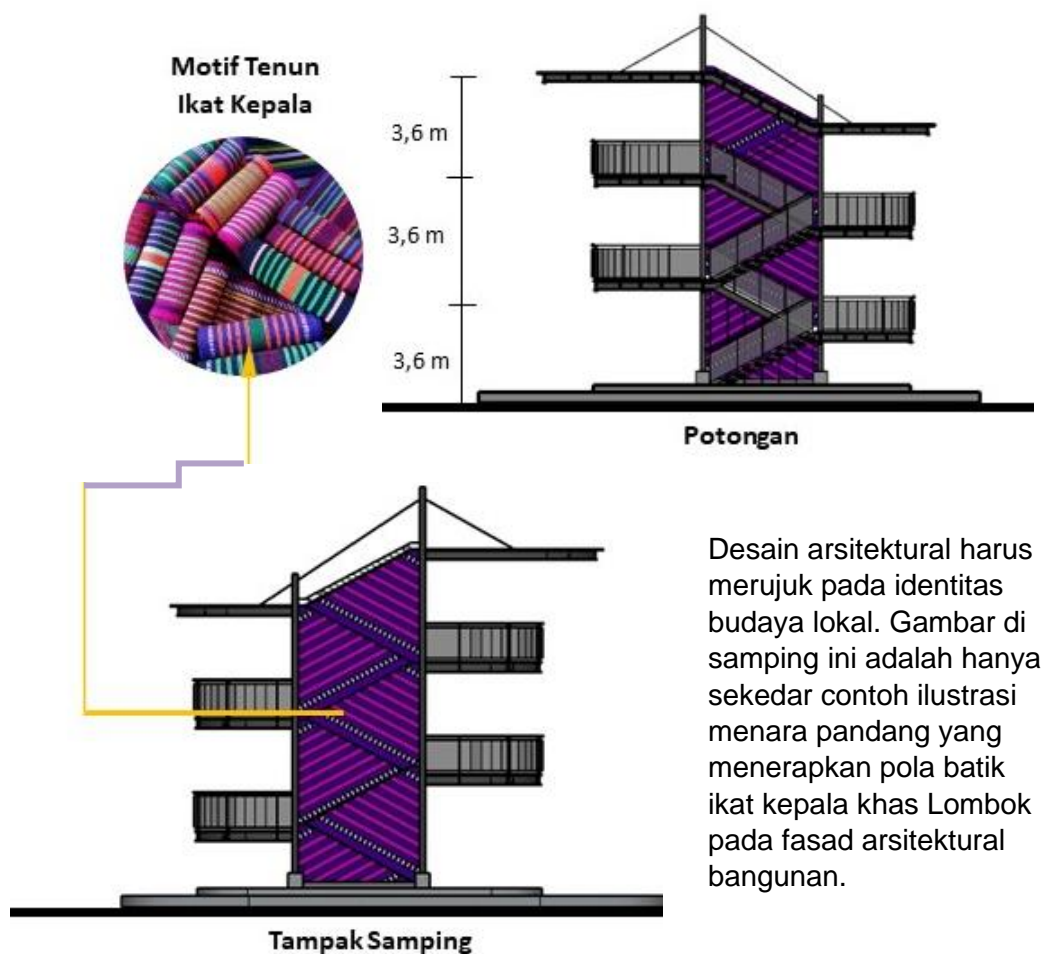 Motif Tenun
Ikat Kepala
3,6 m
3,6 m
3,6 m
Potongan
Desain arsitektural harus
merujuk pada identitas
budaya lokal. Gambar di
samping ini adalah hanya
sekedar contoh ilustrasi
menara pandang yang
menerapkan pola batik
ikat kepala khas Lombok
pada fasad arsitektural
bangunan.
Tampak Samping